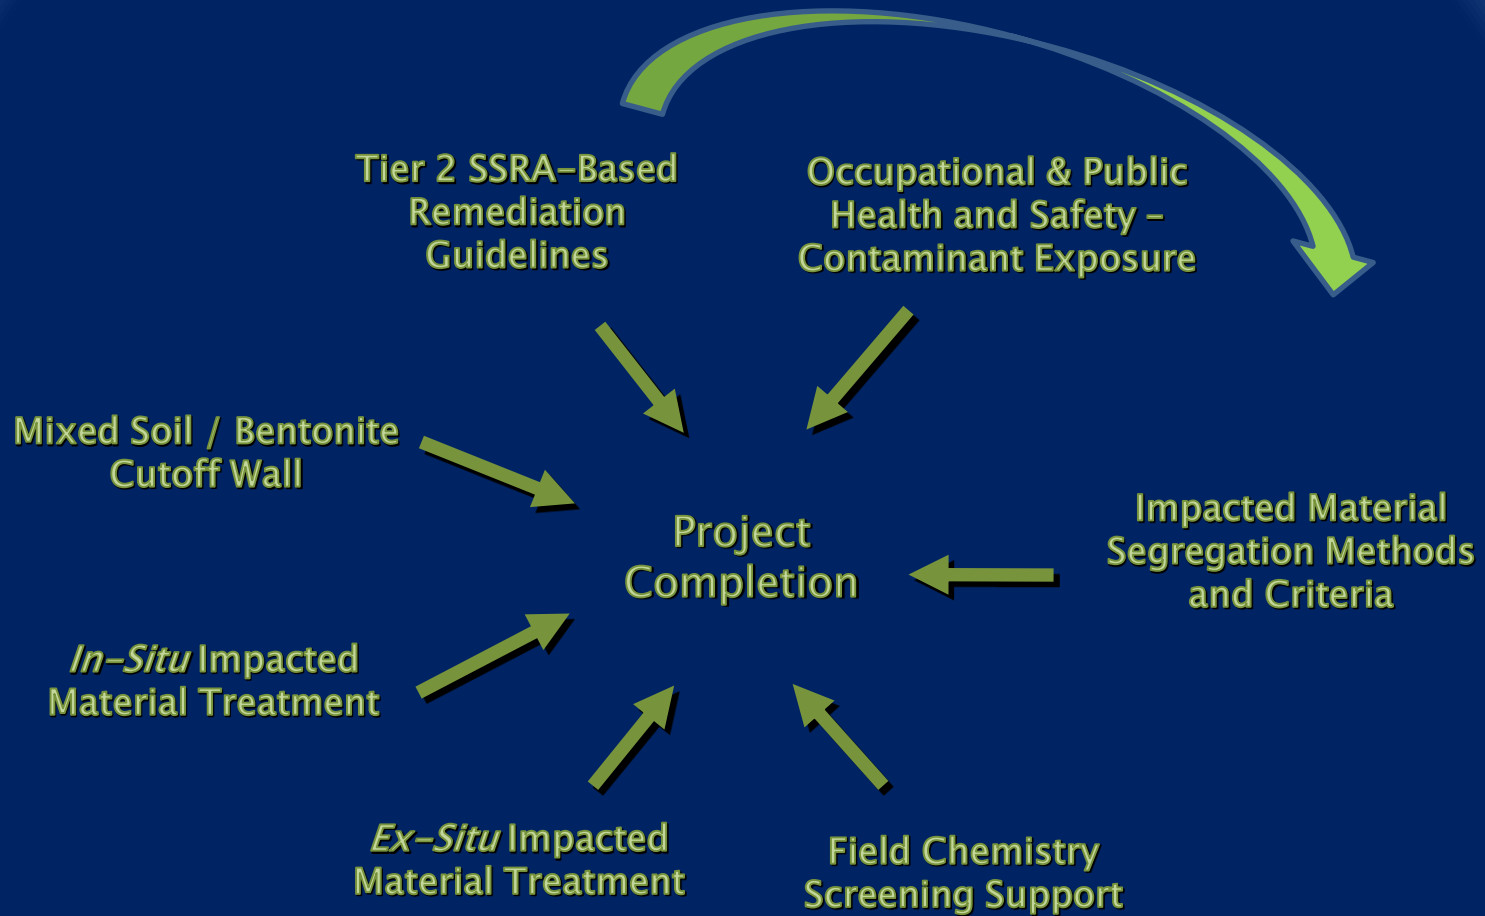 Tier 2 SSRA-Based
Remediation
Guidelines
Occupational & Public
Health and Safety –
Contaminant Exposure
Mixed Soil / Bentonite
Cutoff Wall
Project
Completion
Impacted Material
Segregation Methods
and Criteria
In-Situ Impacted
Material Treatment
Ex-Situ Impacted
Material Treatment
Field Chemistry
Screening Support